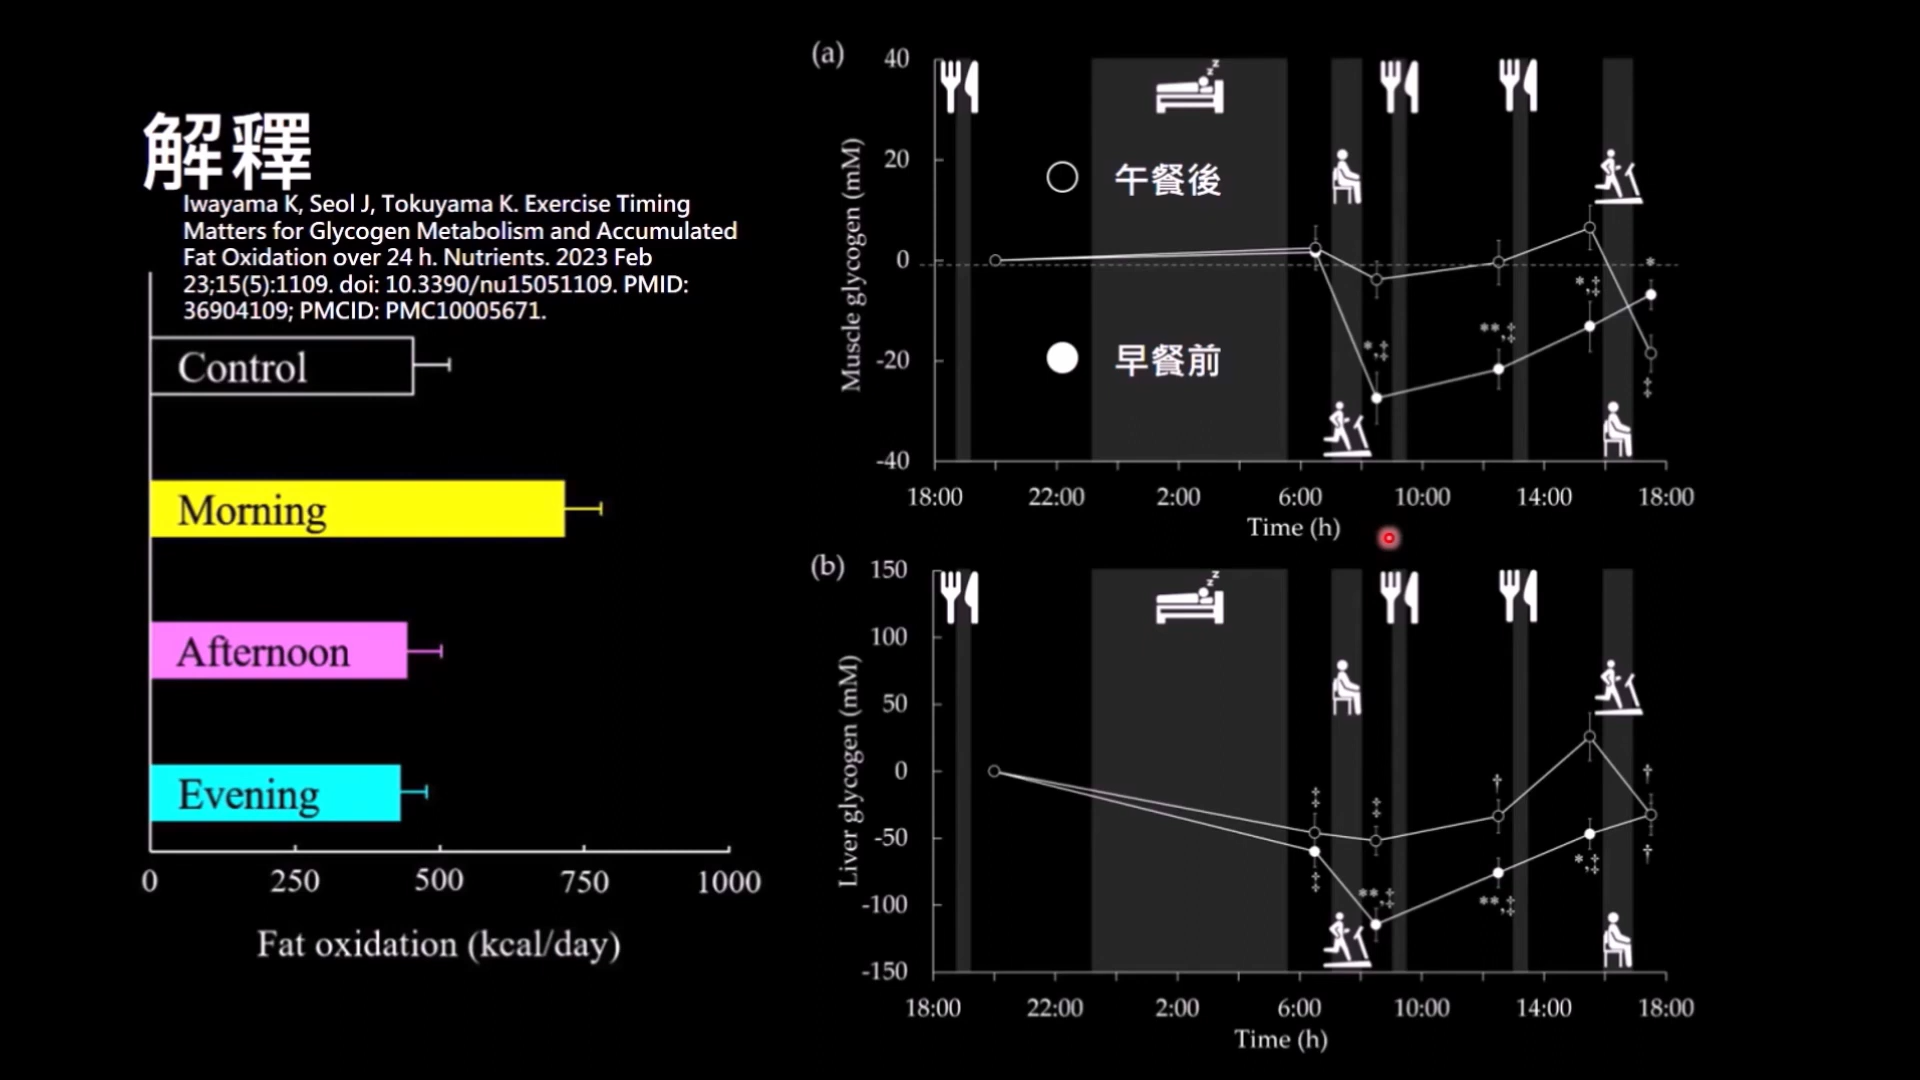 解釋
Iwayama K, Seol J, Tokuyama K. Exercise Timing
Matters for Glycogen Metabolism and Accumulated
Fat Oxidation over 24 h. Nutrients. 2023 Feb
23;15(5):1109. doi: 10.3390/nu15051109. PMID:
36904109; PMCID: PMC10005671.
Control
Morning
Afternoon
Evening
0 250 500 750 1000
Fat oxidation (kcal/day)
(a)
Muscle glycogen (mM)
40
20
0
-20
-40
午餐後
早餐前
*,‡
**,‡
*,‡
*
‡
18:00 22:00 2:00 6:00 10:00 14:00 18:00
Time (h)
(b)
Liver glycogen (mM)
150
100
50
0
-50
-100
-150
‡
‡
†
†
‡
**,‡
**,‡
*,‡
†
18:00 22:00 2:00 6:00 10:00 14:00 18:00
Time (h)